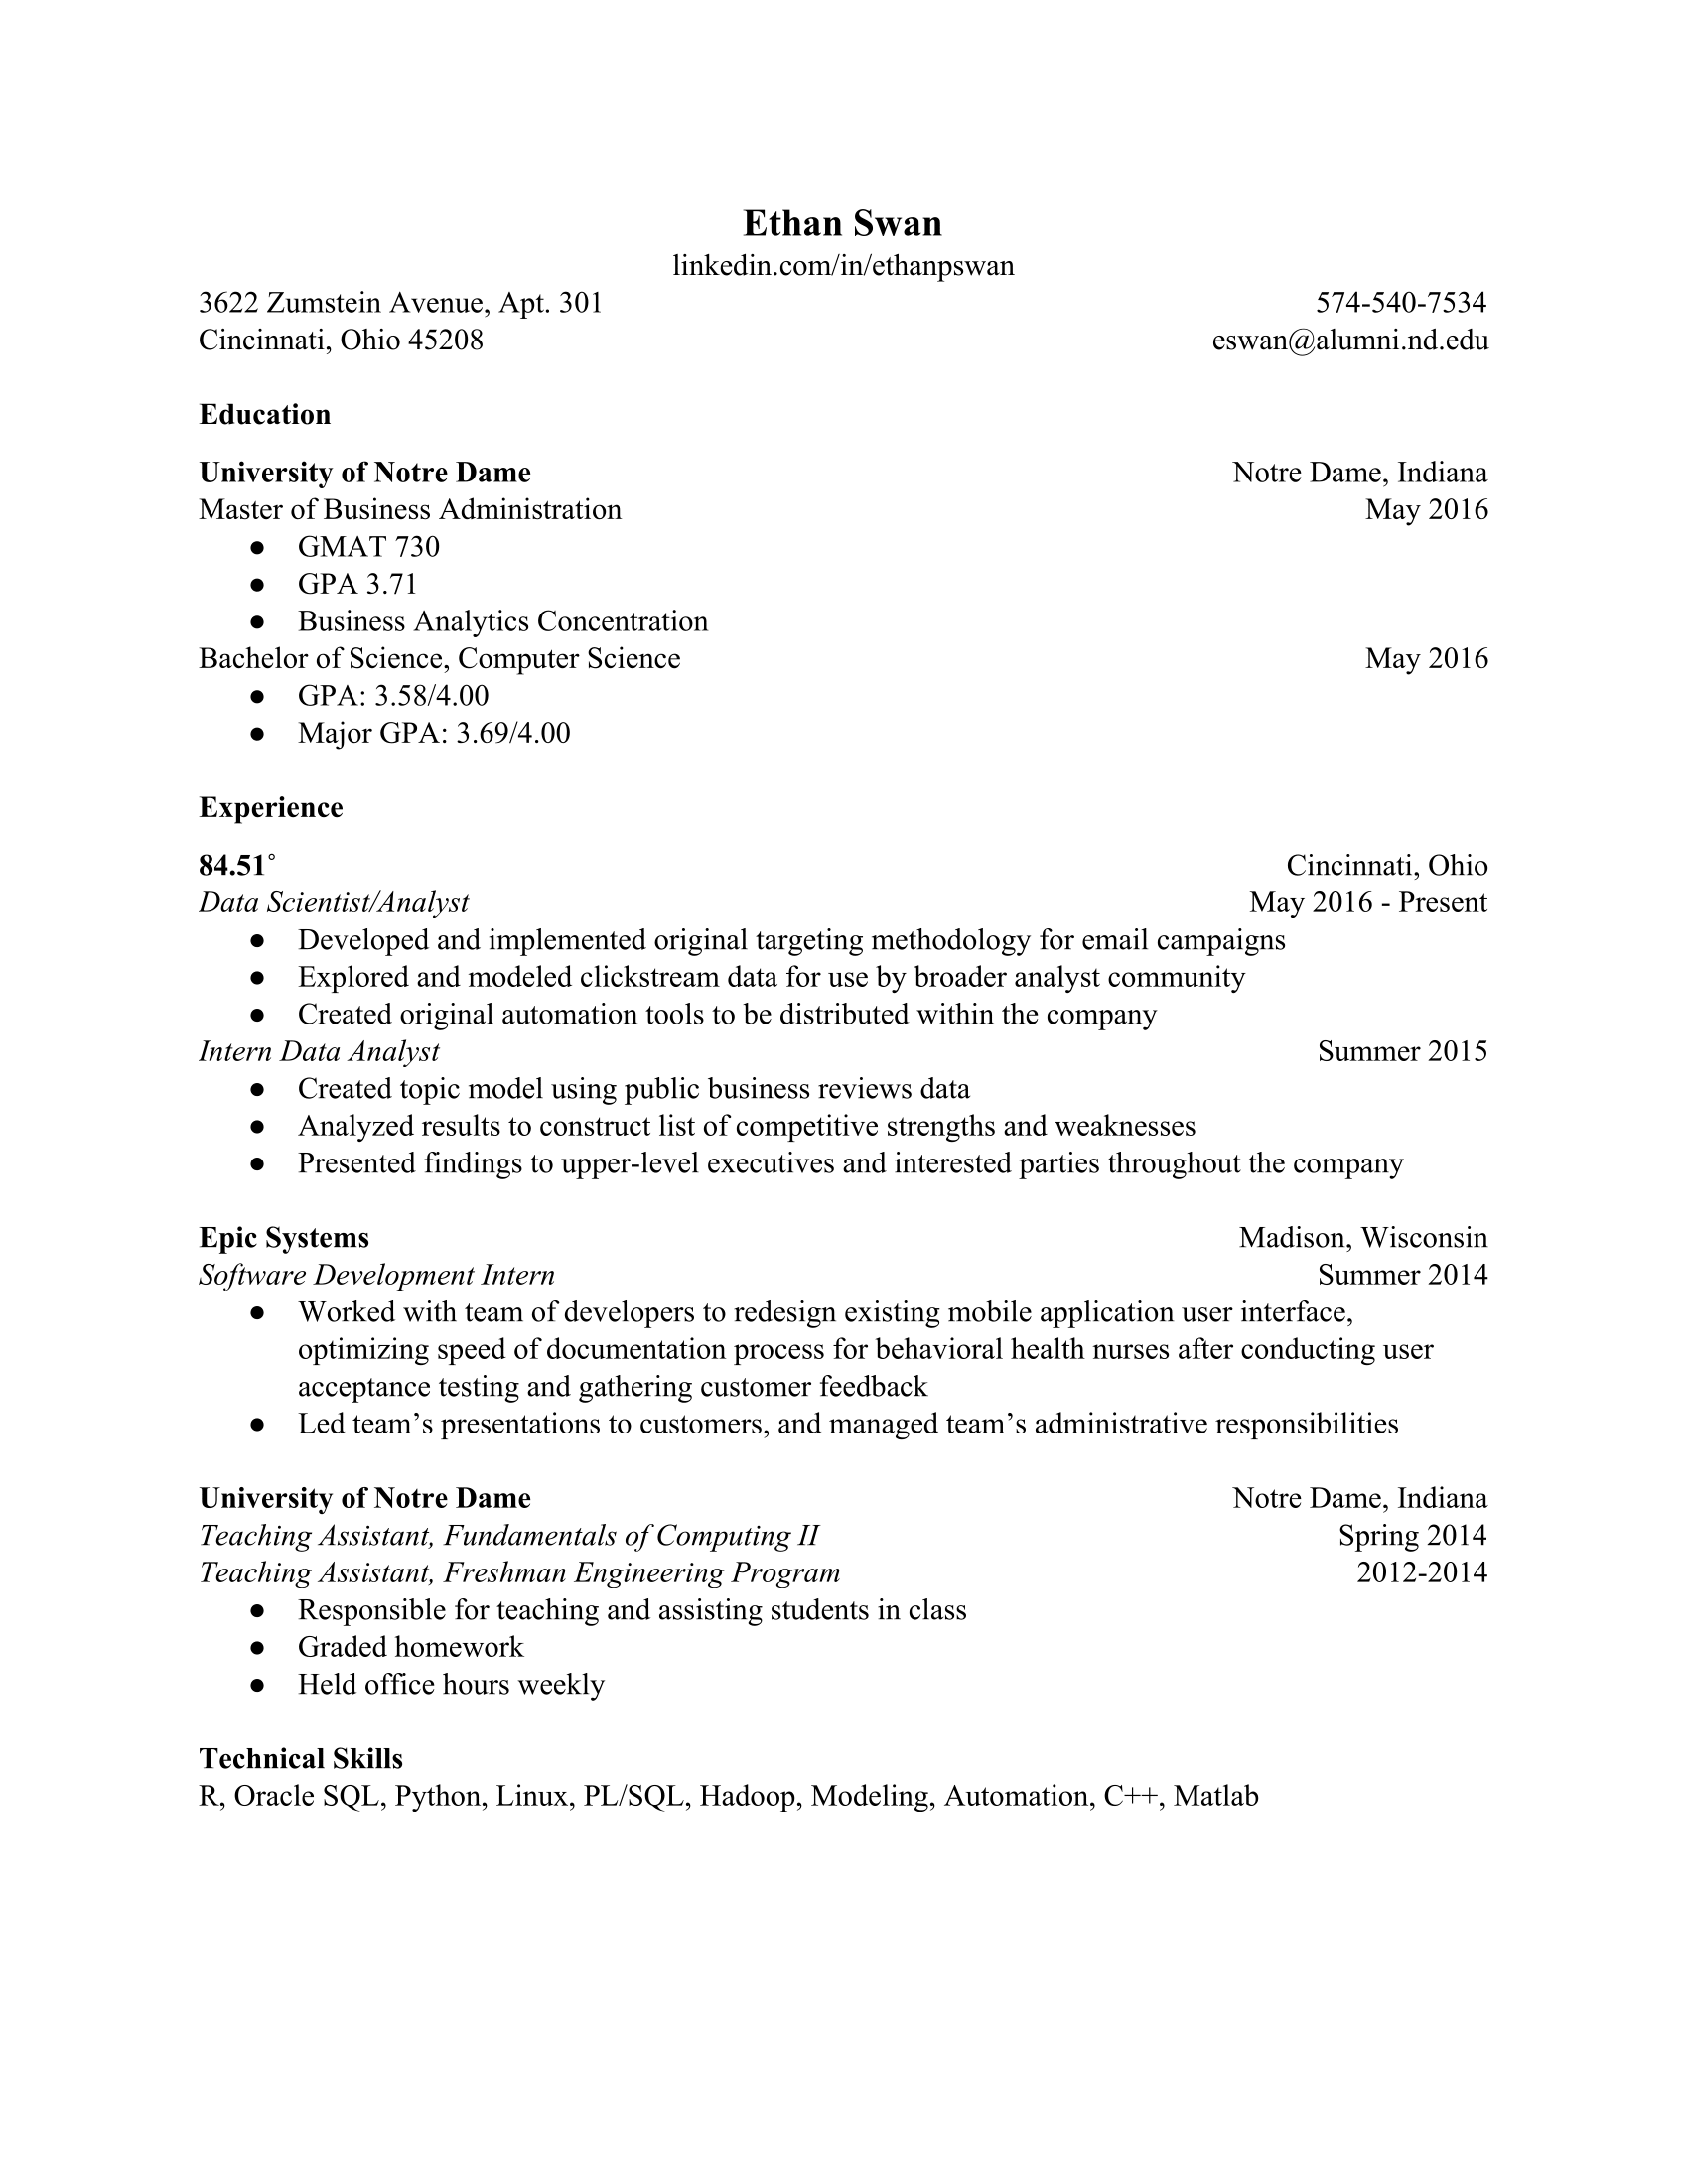 Ethan Swan
linkedin.com/in/ethanpswan
3622 Zumstein Avenue, Apt. 301 574-540-7534
Cincinnati, Ohio 45208 eswan@alumni.nd.edu
Education
University of Notre Dame Notre Dame, Indiana
Master of Business Administration May 2016
● GMAT 730
● GPA 3.71
● Business Analytics Concentration
Bachelor of Science, Computer Science May 2016
● GPA: 3.58/4.00
● Major GPA: 3.69/4.00
Experience
84.51° Cincinnati, Ohio
Data Scientist/Analyst May 2016 - Present
● Developed and implemented original targeting methodology for email campaigns
● Explored and modeled clickstream data for use by broader analyst community
● Created original automation tools to be distributed within the company
Intern Data Analyst Summer 2015
● Created topic model using public business reviews data
● Analyzed results to construct list of competitive strengths and weaknesses
● Presented findings to upper-level executives and interested parties throughout the company
Epic Systems Madison, Wisconsin
Software Development Intern Summer 2014
● Worked with team of developers to redesign existing mobile application user interface,
optimizing speed of documentation process for behavioral health nurses after conducting user
acceptance testing and gathering customer feedback
● Led team’s presentations to customers, and managed team’s administrative responsibilities
University of Notre Dame Notre Dame, Indiana
Teaching Assistant, Fundamentals of Computing II Spring 2014
Teaching Assistant, Freshman Engineering Program 2012-2014
● Responsible for teaching and assisting students in class
● Graded homework
● Held office hours weekly
Technical Skills
R, Oracle SQL, Python, Linux, PL/SQL, Hadoop, Modeling, Automation, C++, Matlab